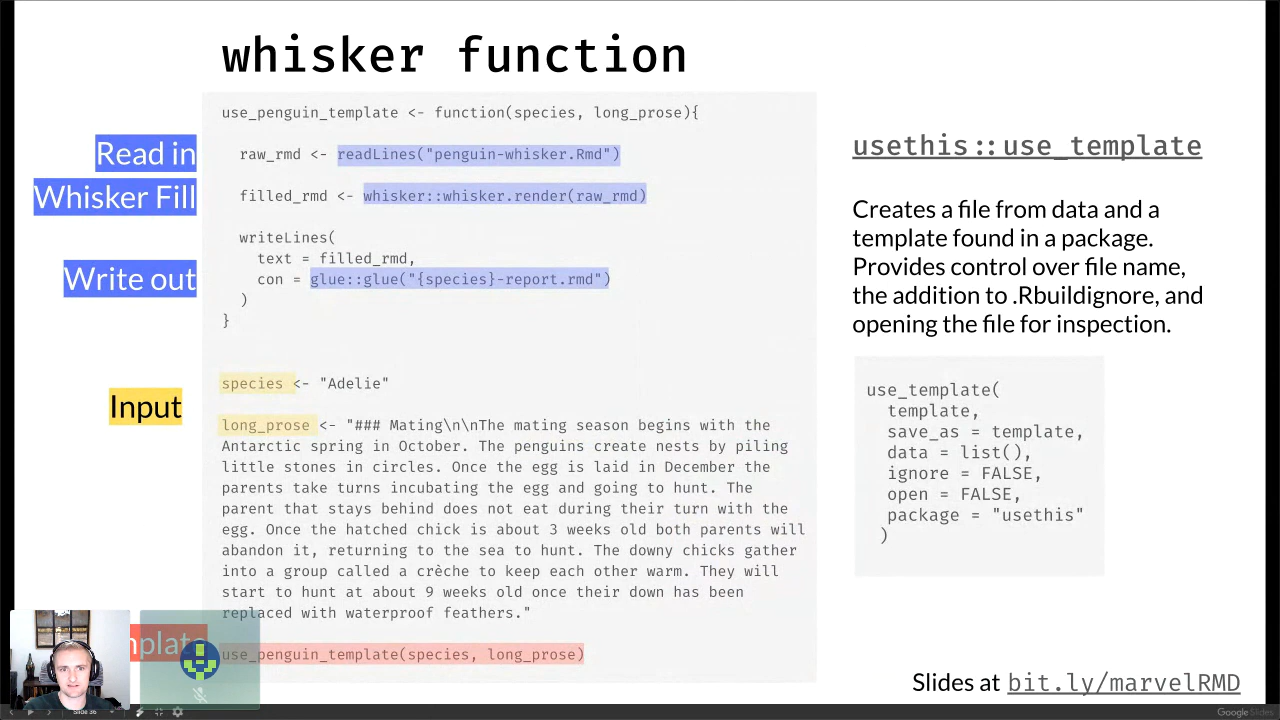 whisker function
use_penguin_template <- function(species, long_prose){
Read in
raw_rmd <- readLines("penguin-whisker.Rmd")
Whisker Fill
filled_rmd <- whisker::whisker.render(raw_rmd)
writeLines(
text = filled_rmd,
Write out
con = glue::glue("{species}-report.rmd")
)
}
species <- "Adelie"
Input
long_prose <- "### Mating\n\nThe mating season begins with the
Antarctic spring in October. The penguins create nests by piling
little stones in circles. Once the egg is laid in December the
parents take turns incubating the egg and going to hunt. The
parent that stays behind does not eat during their turn with the
egg. Once the hatched chick is about 3 weeks old both parents will
abandon it, returning to the sea to hunt. The downy chicks gather
into a group called a crèche to keep each other warm. They will
start to hunt at about 9 weeks old once their down has been
replaced with waterproof feathers."
use_penguin_template(species, long_prose)
usethis::use_template
Creates a file from data and a
template found in a package.
Provides control over file name,
the addition to .Rbuildignore, and
opening the file for inspection.
use_template(
template,
save_as = template,
data = list(),
ignore = FALSE,
open = FALSE,
package = "usethis"
)
Slides at bit.ly/marvelRMD
Slide 36
Google Slides